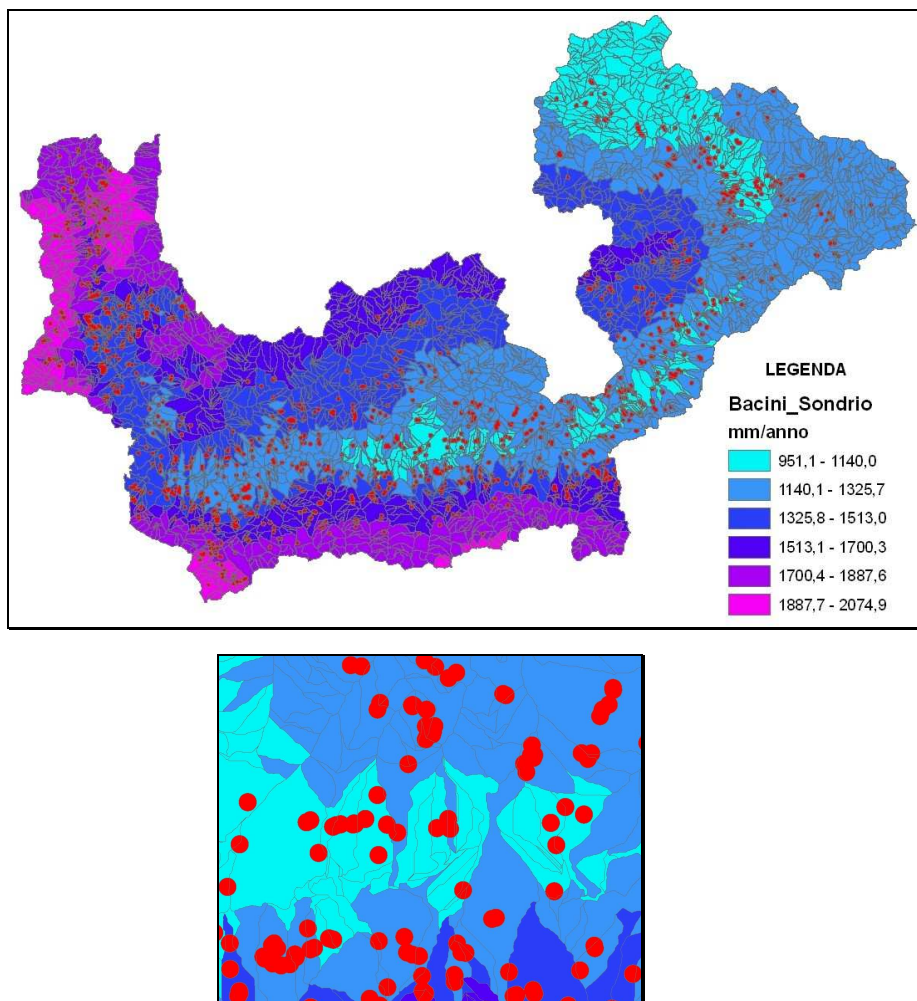 LEGENDA
Bacini_Sondrio
mm/anno
951,1 - 1140,0
1140,1 - 1325,7
1325,8 - 1513,0
1513,1 - 1700,3
1700,4 - 1887,6
1887,7 - 2074,9